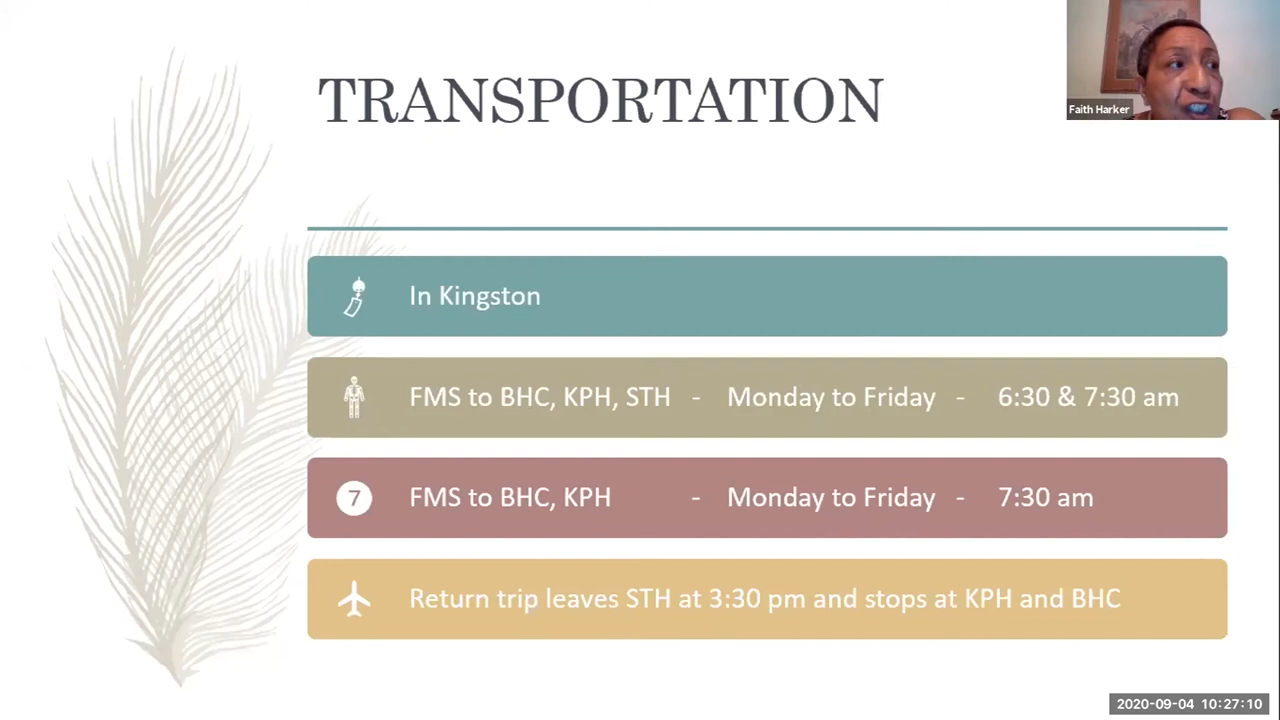 TRANSPORTATION
Faith Harker
In Kingston
FMS to BHC, KPH, STH - Monday to Friday - 6:30 & 7:30 am
7 FMS to BHC, KPH - Monday to Friday - 7:30 am
Return trip leaves STH at 3:30 pm and stops at KPH and BHC
2020-09-04 10:27:10